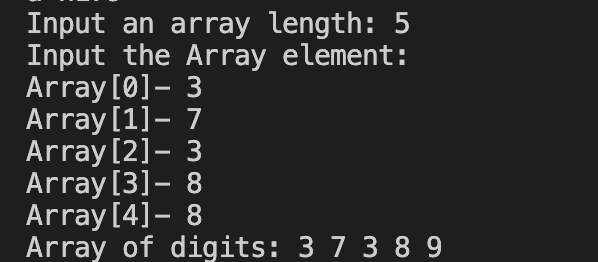 Input an array length: 5
Input the Array element:
Array[0]- 3
Array[1]- 7
Array[2]- 3
Array[3]- 8
Array[4]- 8
Array of digits: 3 7 3 8 9